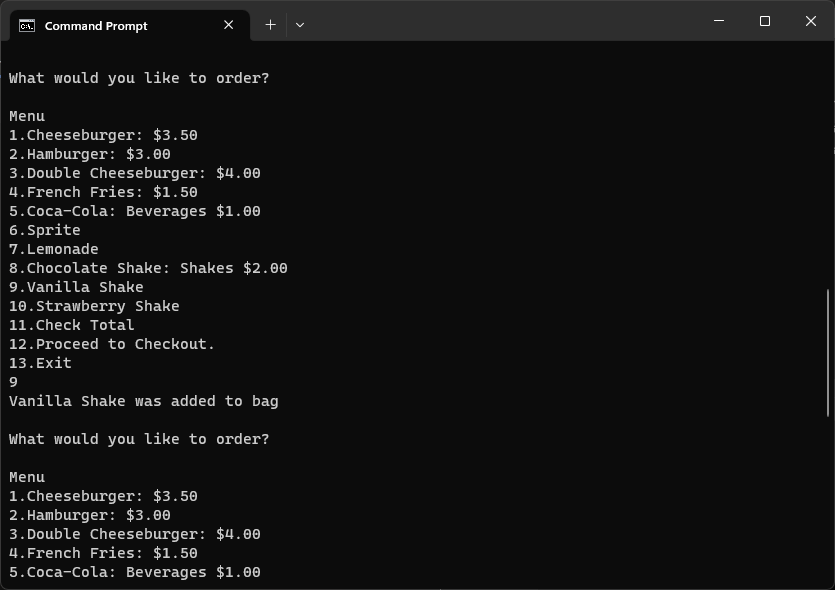 Command Prompt
What would you like to order?
Menu
1.Cheeseburger: $3.50
2.Hamburger: $3.00
3.Double Cheeseburger: $4.00
4.French Fries: $1.50
5.Coca-Cola: Beverages $1.00
6.Sprite
7.Lemonade
8.Chocolate Shake: Shakes $2.00
9.Vanilla Shake
10.Strawberry Shake
11.Check Total
12.Proceed to Checkout.
13.Exit
9
Vanilla Shake was added to bag
What would you like to order?
Menu
1.Cheeseburger: $3.50
2.Hamburger: $3.00
3.Double Cheeseburger: $4.00
4.French Fries: $1.50
5.Coca-Cola: Beverages $1.00